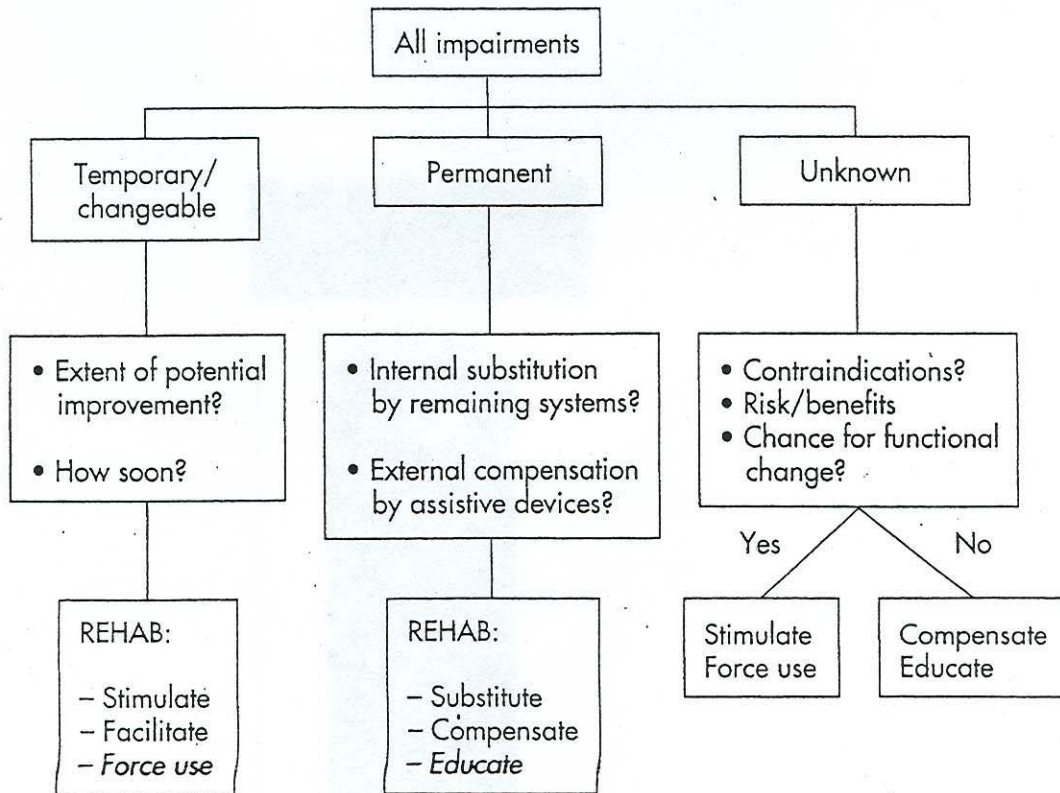 All impairments
Temporary/
changeable
Permanent
Unknown
• Extent of potential
improvement?
• How soon?
• Internal substitution
by remaining systems?
• External compensation
by assistive devices?
• Contraindications?
• Risk/benefits
• Chance for functional
change?
Yes
No
REHAB:
– Stimulate
– Facilitate
– Force use
REHAB:
– Substitute
– Compensate
– Educate
Stimulate
Force use
Compensate
Educate